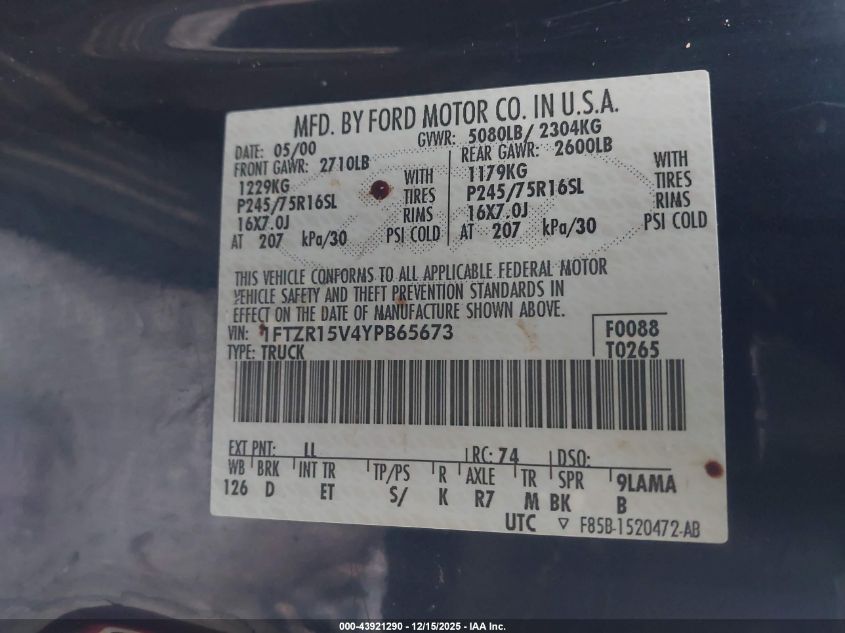 MFD. BY FORD MOTOR CO. IN U.S.A.
DATE: 05/00 GVWR: 5080LB/ 2304KG
FRONT GAWR: 2710LB REAR GAWR: 2600LB
1229KG WITH 1179KG WITH
P245/75R16SL TIRES P245/75R16SL TIRES
16X7.0J RIMS 16X7.0J RIMS
AT 207 kPa/30 PSI COLD AT 207 kPa/30 PSI COLD
THIS VEHICLE CONFORMS TO ALL APPLICABLE FEDERAL MOTOR
VEHICLE SAFETY AND THEFT PREVENTION STANDARDS IN
EFFECT ON THE DATE OF MANUFACTURE SHOWN ABOVE.
VIN: 1FTZR15V4YPB65673 F0088
TYPE: TRUCK T0265
EXT PNT: LL RC: 74 DSO:
WB BRK INT TR TP/PS R AXLE TR SPR 9LAMA
126 D ET S/ K R7 M BK B
UTC ▽ F85B-1520472-AB
000-43921290 - 12/15/2025 - IAA Inc.